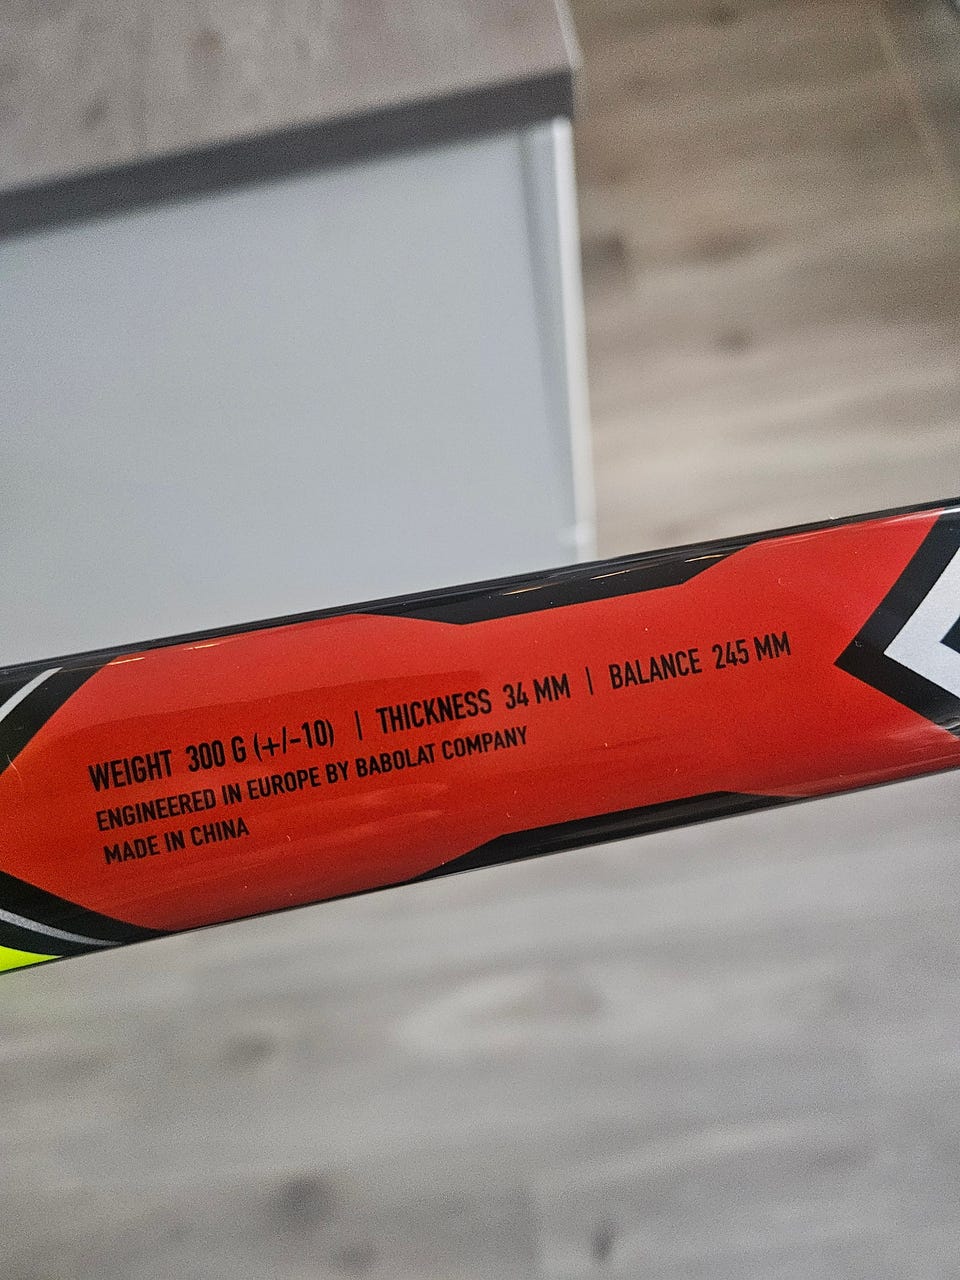 WEIGHT 300 G (+/-10) | THICKNESS 34 MM | BALANCE 245 MM
ENGINEERED IN EUROPE BY BABOLAT COMPANY
MADE IN CHINA